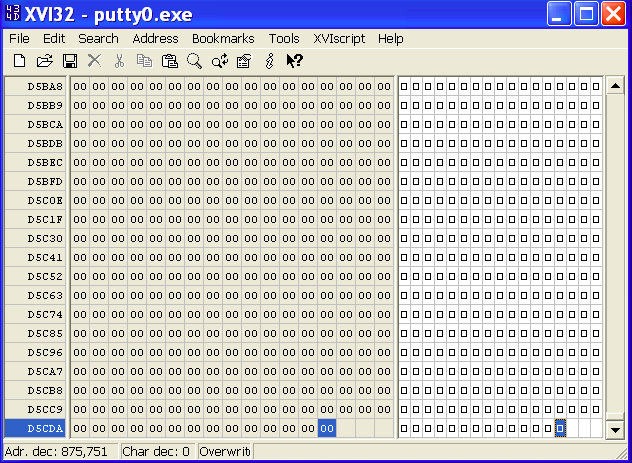 XVI32 - putty0.exe
File Edit Search Address Bookmarks Tools XVIscript Help
D5BA8 00 00 00 00 00 00 00 00 00 00 00 00 00 00 00 00 00
D5BB9 00 00 00 00 00 00 00 00 00 00 00 00 00 00 00 00 00
D5BCA 00 00 00 00 00 00 00 00 00 00 00 00 00 00 00 00 00
D5BDB 00 00 00 00 00 00 00 00 00 00 00 00 00 00 00 00 00
D5BEC 00 00 00 00 00 00 00 00 00 00 00 00 00 00 00 00 00
D5BFD 00 00 00 00 00 00 00 00 00 00 00 00 00 00 00 00 00
D5C0E 00 00 00 00 00 00 00 00 00 00 00 00 00 00 00 00 00
D5C1F 00 00 00 00 00 00 00 00 00 00 00 00 00 00 00 00 00
D5C30 00 00 00 00 00 00 00 00 00 00 00 00 00 00 00 00 00
D5C41 00 00 00 00 00 00 00 00 00 00 00 00 00 00 00 00 00
D5C52 00 00 00 00 00 00 00 00 00 00 00 00 00 00 00 00 00
D5C63 00 00 00 00 00 00 00 00 00 00 00 00 00 00 00 00 00
D5C74 00 00 00 00 00 00 00 00 00 00 00 00 00 00 00 00 00
D5C85 00 00 00 00 00 00 00 00 00 00 00 00 00 00 00 00 00
D5C96 00 00 00 00 00 00 00 00 00 00 00 00 00 00 00 00 00
D5CA7 00 00 00 00 00 00 00 00 00 00 00 00 00 00 00 00 00
D5CB8 00 00 00 00 00 00 00 00 00 00 00 00 00 00 00 00 00
D5CC9 00 00 00 00 00 00 00 00 00 00 00 00 00 00 00 00 00
D5CDA 00 00 00 00 00 00 00 00 00 00 00 00 00 00
Adr. dec: 875,751 Char dec: 0 Overwrit